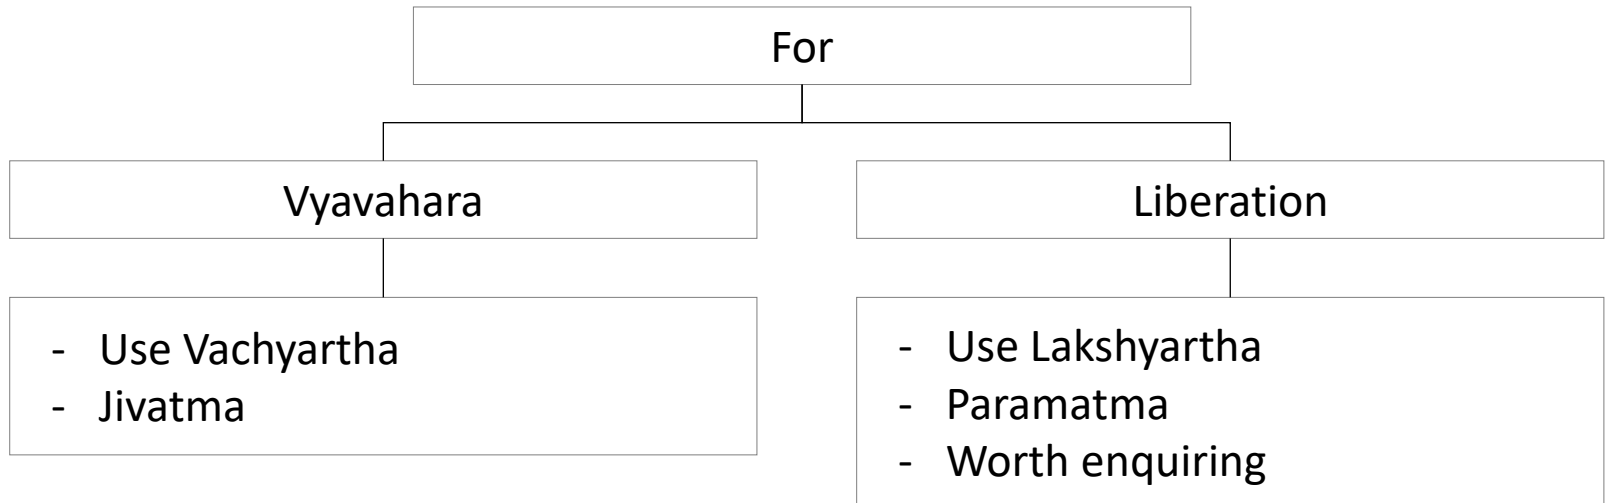 For
Vyavahara
Liberation
- Use Vachyartha
- Jivatma
- Use Lakshyartha
- Paramatma
- Worth enquiring